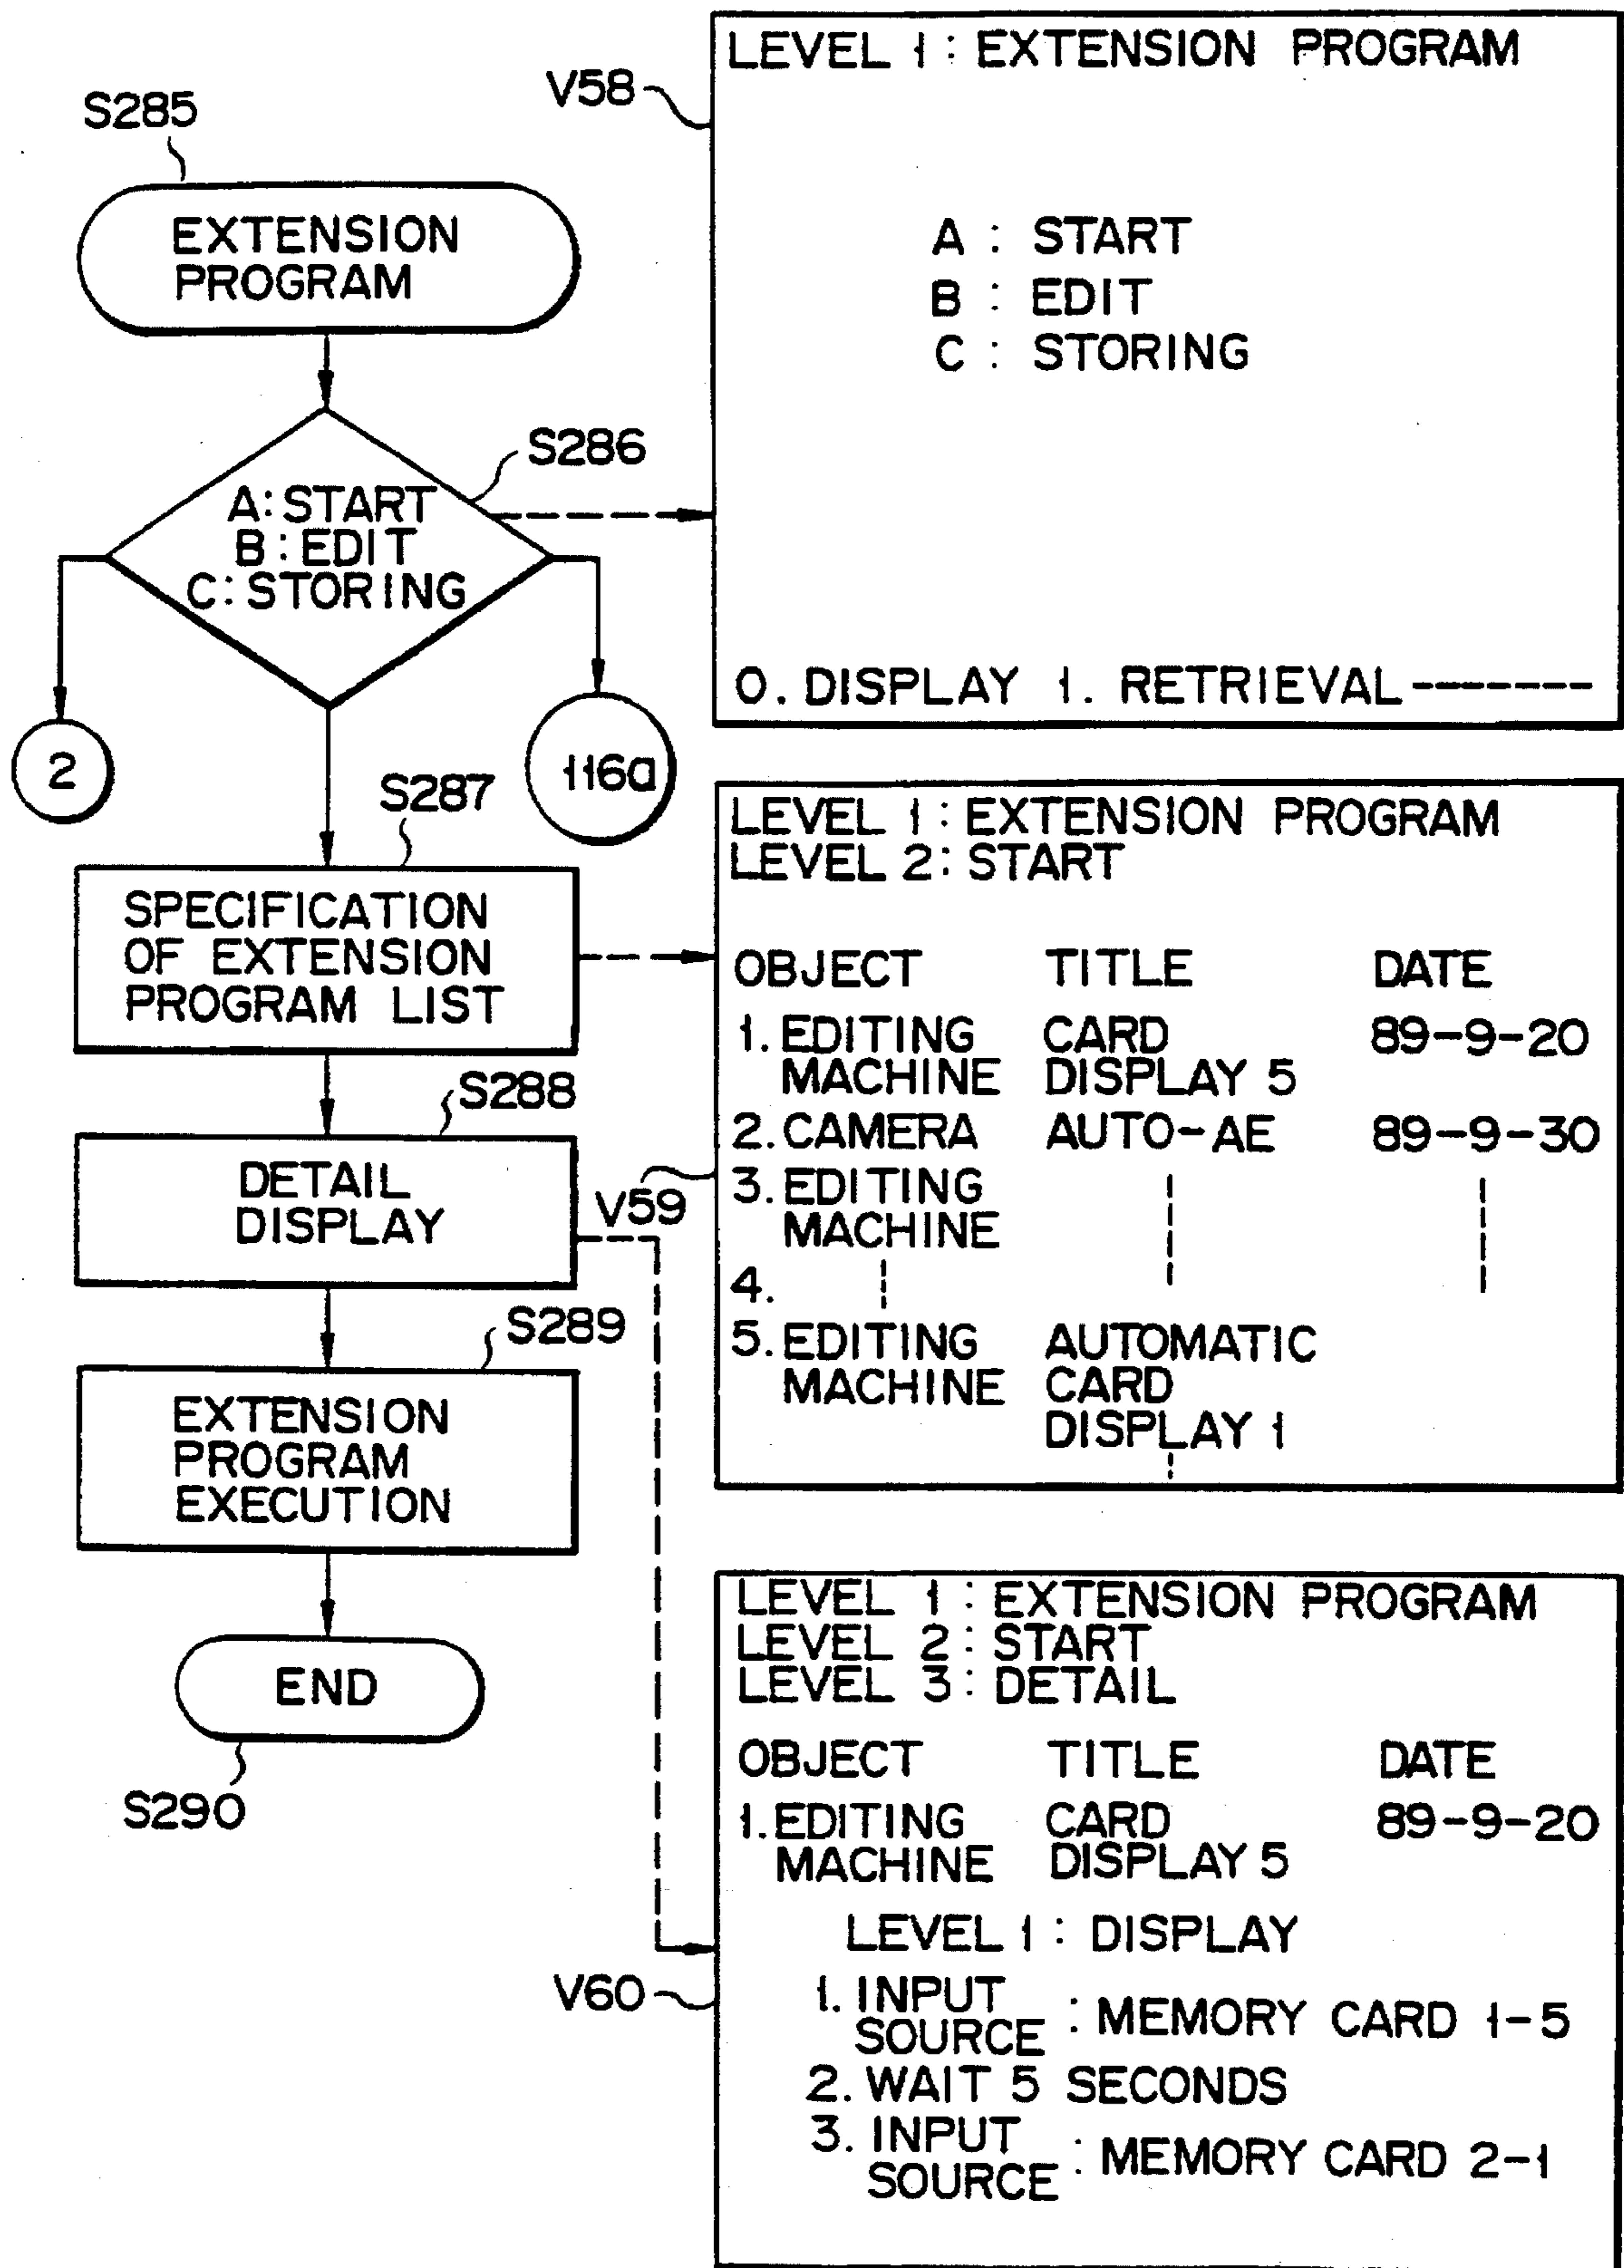 S285
EXTENSION
PROGRAM
S286
A: START
B: EDIT
C: STORING
2
116a
S287
SPECIFICATION
OF EXTENSION
PROGRAM LIST
S288
DETAIL
DISPLAY
S289
EXTENSION
PROGRAM
EXECUTION
END
S290
V58
LEVEL 1 : EXTENSION PROGRAM
A : START
B : EDIT
C : STORING
0. DISPLAY 1. RETRIEVAL -------
V59
LEVEL 1 : EXTENSION PROGRAM
LEVEL 2 : START
OBJECT TITLE DATE
1. EDITING CARD 89-9-20
MACHINE DISPLAY 5
2. CAMERA AUTO-AE 89-9-30
3. EDITING
MACHINE
4.
5. EDITING AUTOMATIC
MACHINE CARD
DISPLAY 1
V60
LEVEL 1 : EXTENSION PROGRAM
LEVEL 2 : START
LEVEL 3 : DETAIL
OBJECT TITLE DATE
1. EDITING CARD 89-9-20
MACHINE DISPLAY 5
LEVEL 1 : DISPLAY
1. INPUT
SOURCE : MEMORY CARD 1-5
2. WAIT 5 SECONDS
3. INPUT
SOURCE : MEMORY CARD 2-1